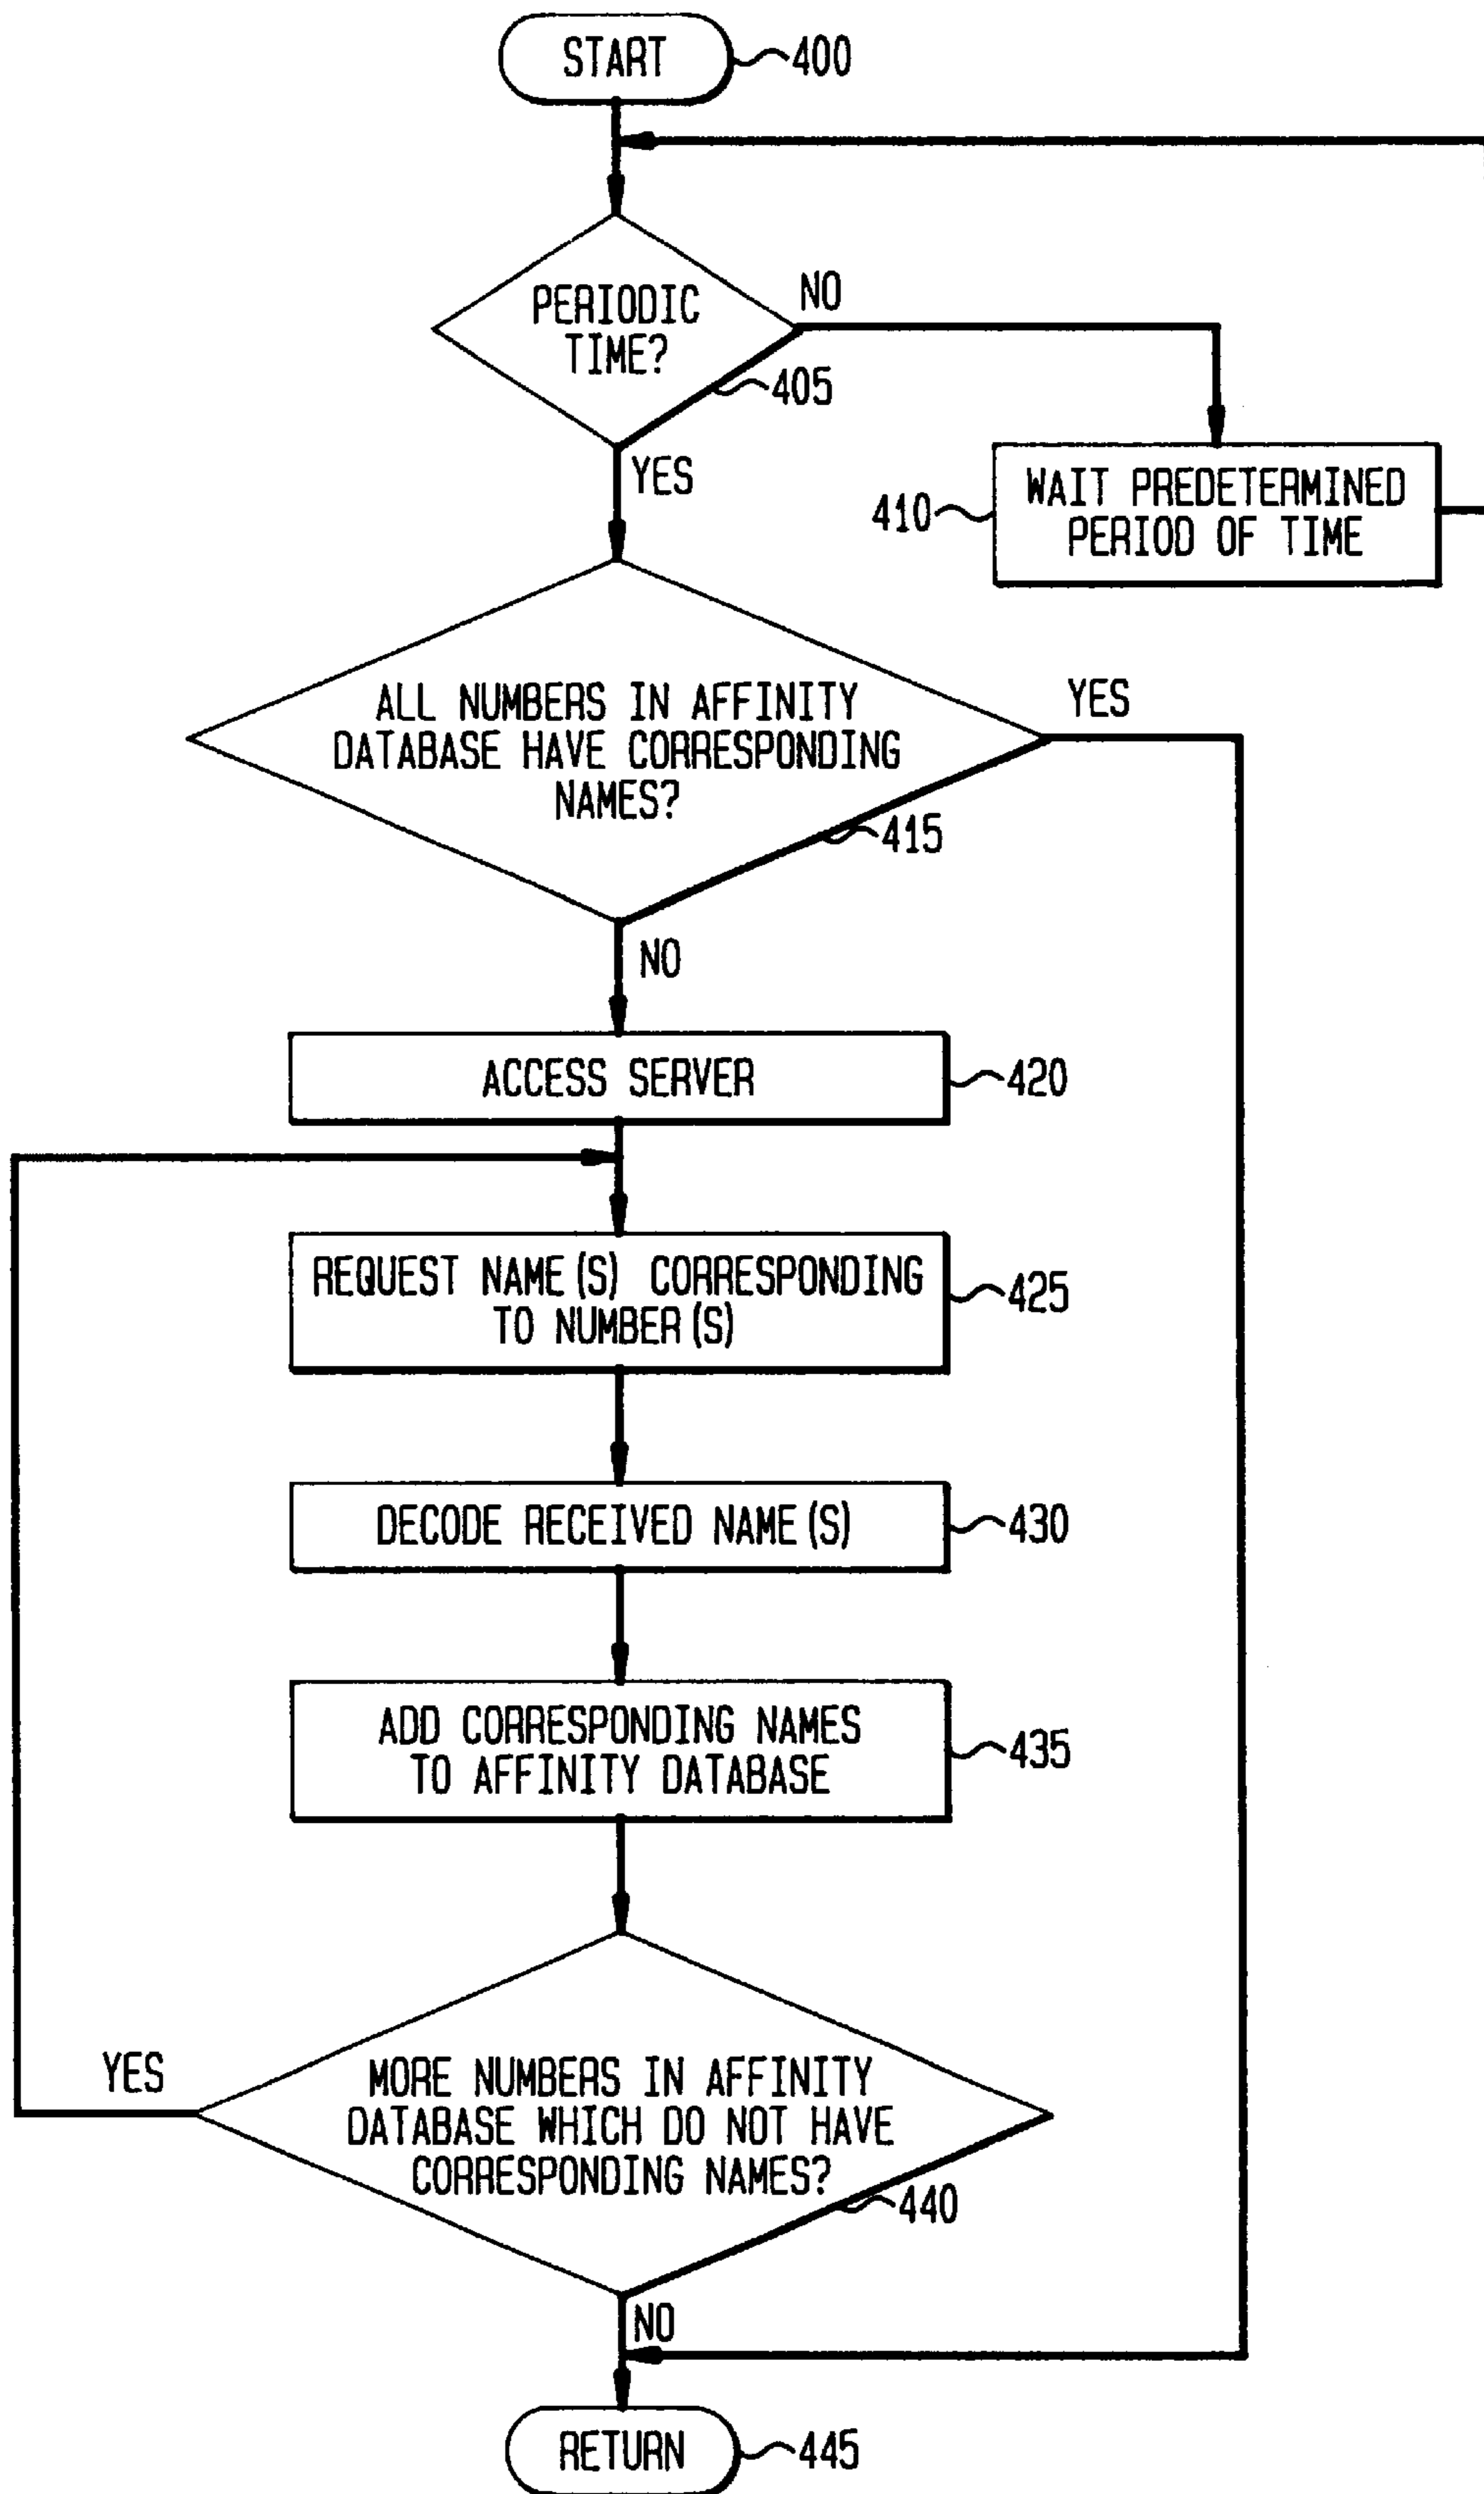 START
400
PERIODIC
TIME?
NO
405
YES
WAIT PREDETERMINED
PERIOD OF TIME
410
ALL NUMBERS IN AFFINITY
DATABASE HAVE CORRESPONDING
NAMES?
YES
415
NO
ACCESS SERVER
420
REQUEST NAME(S) CORRESPONDING
TO NUMBER(S)
425
DECODE RECEIVED NAME(S)
430
ADD CORRESPONDING NAMES
TO AFFINITY DATABASE
435
YES
MORE NUMBERS IN AFFINITY
DATABASE WHICH DO NOT HAVE
CORRESPONDING NAMES?
440
NO
RETURN
445